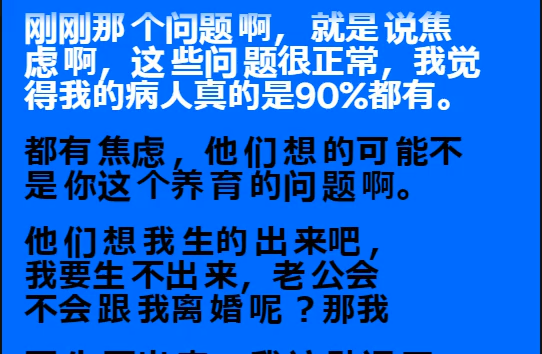 刚刚那个问题啊，就是说焦
虑啊，这些问题很正常，我觉
得我的病人真的是90%都有。
都有焦虑，他们想的可能不
是你这个养育的问题啊。
他们想我生的出来吧，
我要生不出来，老公会
不会跟我离婚呢？那我